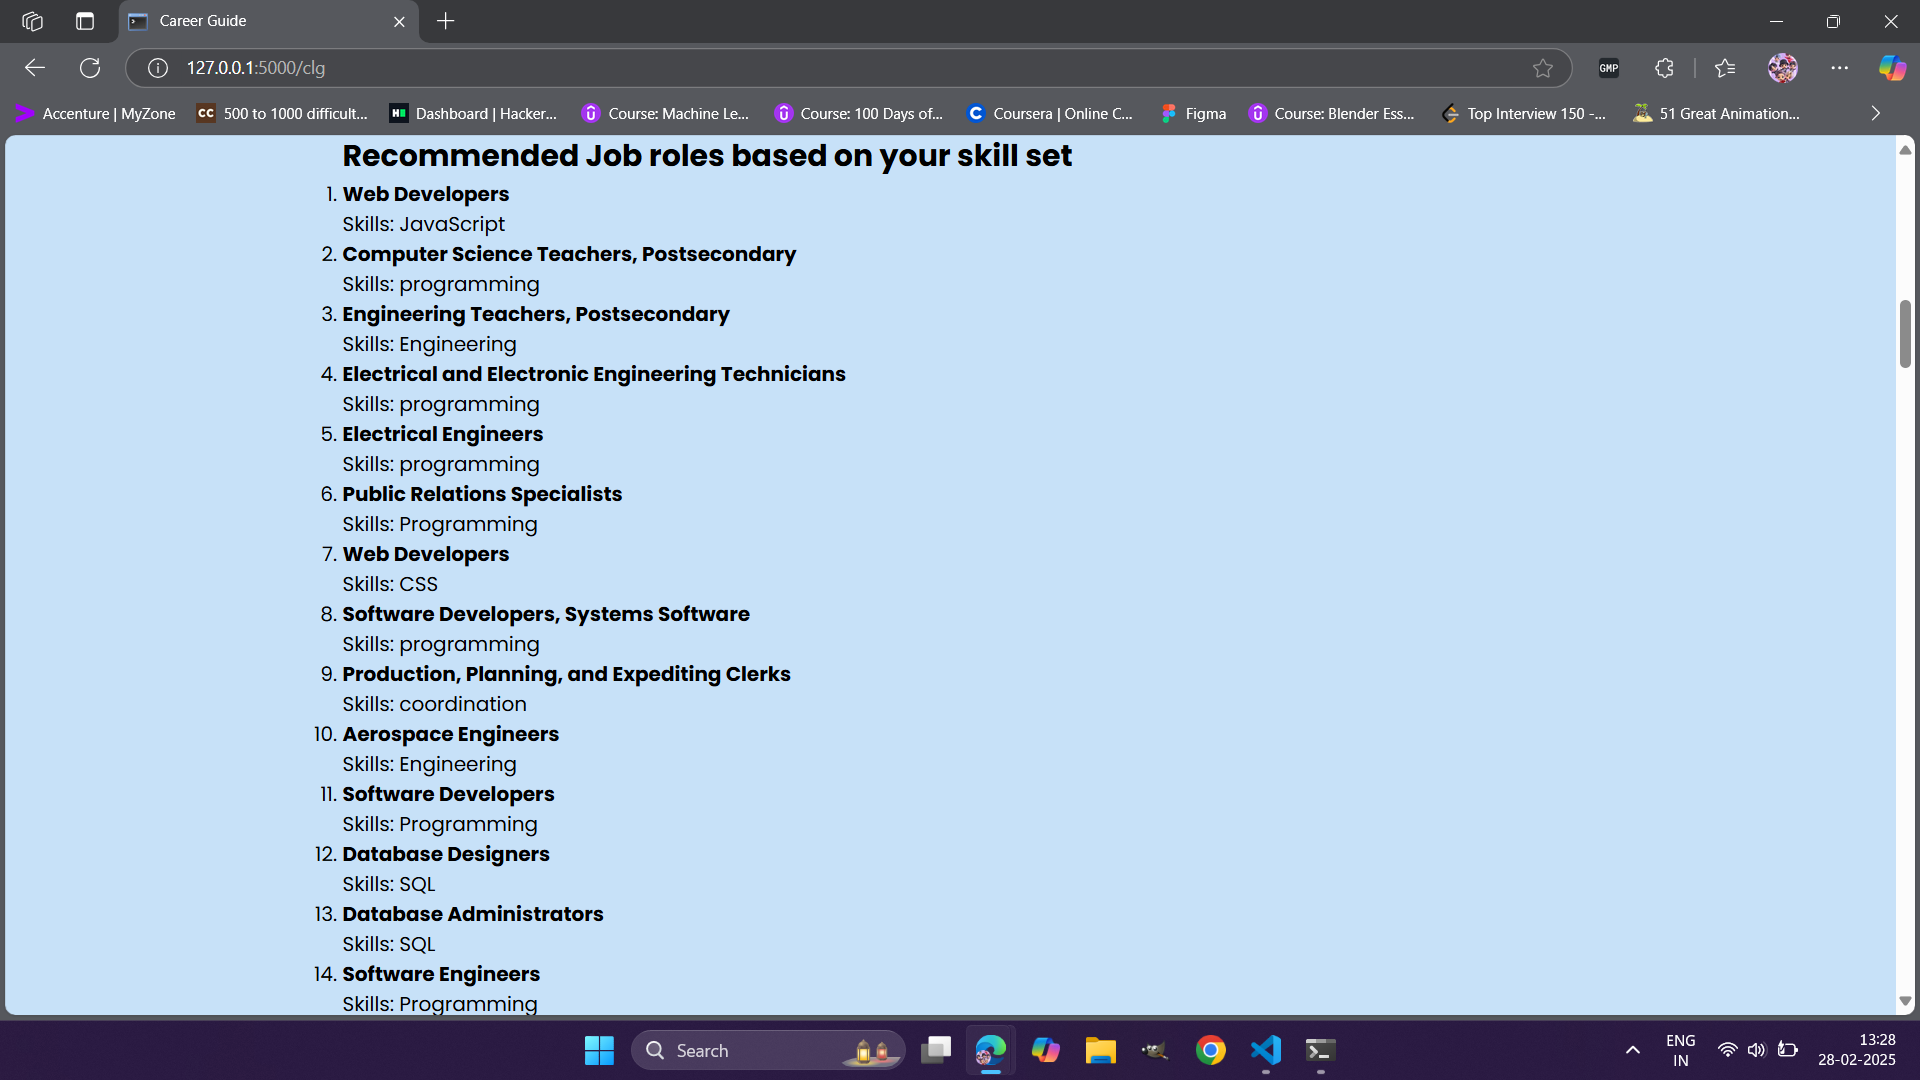 Career Guide
127.0.0.1:5000/clg
GMP
Accenture | MyZone
CC 500 to 1000 difficult...
Dashboard | Hacker...
Course: Machine Le...
Course: 100 Days of...
Coursera | Online C...
Figma
Course: Blender Ess...
Top Interview 150 -...
51 Great Animation...
Recommended Job roles based on your skill set
1. Web Developers
Skills: JavaScript
2. Computer Science Teachers, Postsecondary
Skills: programming
3. Engineering Teachers, Postsecondary
Skills: Engineering
4. Electrical and Electronic Engineering Technicians
Skills: programming
5. Electrical Engineers
Skills: programming
6. Public Relations Specialists
Skills: Programming
7. Web Developers
Skills: CSS
8. Software Developers, Systems Software
Skills: programming
9. Production, Planning, and Expediting Clerks
Skills: coordination
10. Aerospace Engineers
Skills: Engineering
11. Software Developers
Skills: Programming
12. Database Designers
Skills: SQL
13. Database Administrators
Skills: SQL
14. Software Engineers
Skills: Programming
Search
ENG
IN
13:28
28-02-2025